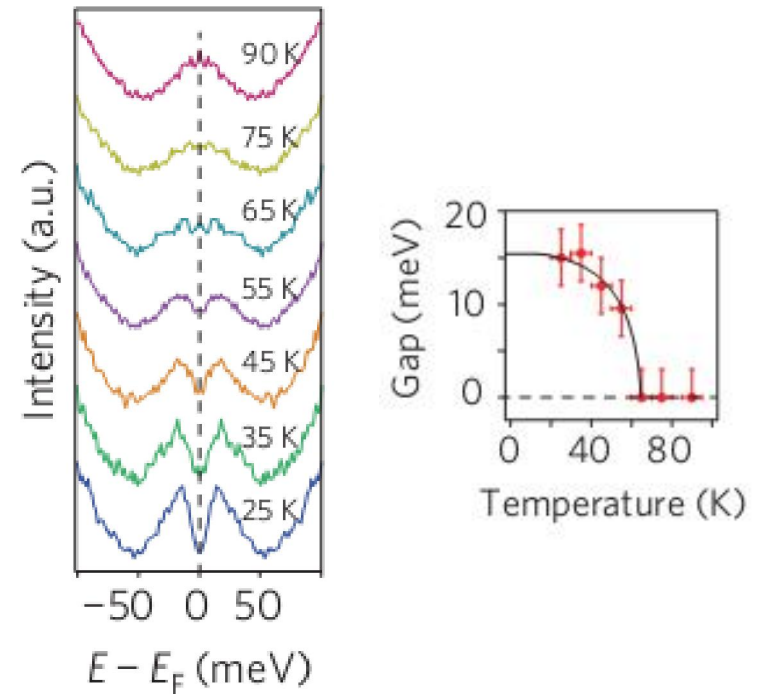 Intensity (a.u.)
90 K
75 K
65 K
55 K
45 K
35 K
25 K
−50 0 50
E − E_F (meV)
Gap (meV)
20
10
0
0 40 80
Temperature (K)